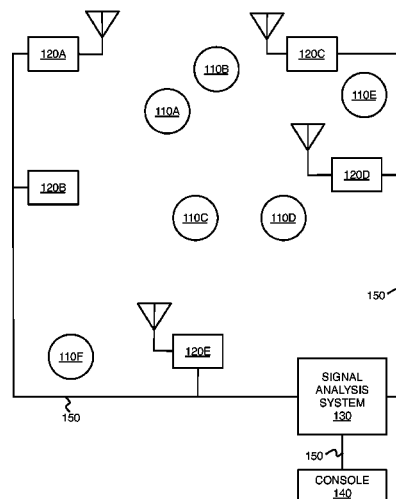 120A
120C
110B
110E
110A
120D
120B
110C
110D
150
120E
110F
SIGNAL
ANALYSIS
SYSTEM
130
150
150
CONSOLE
140